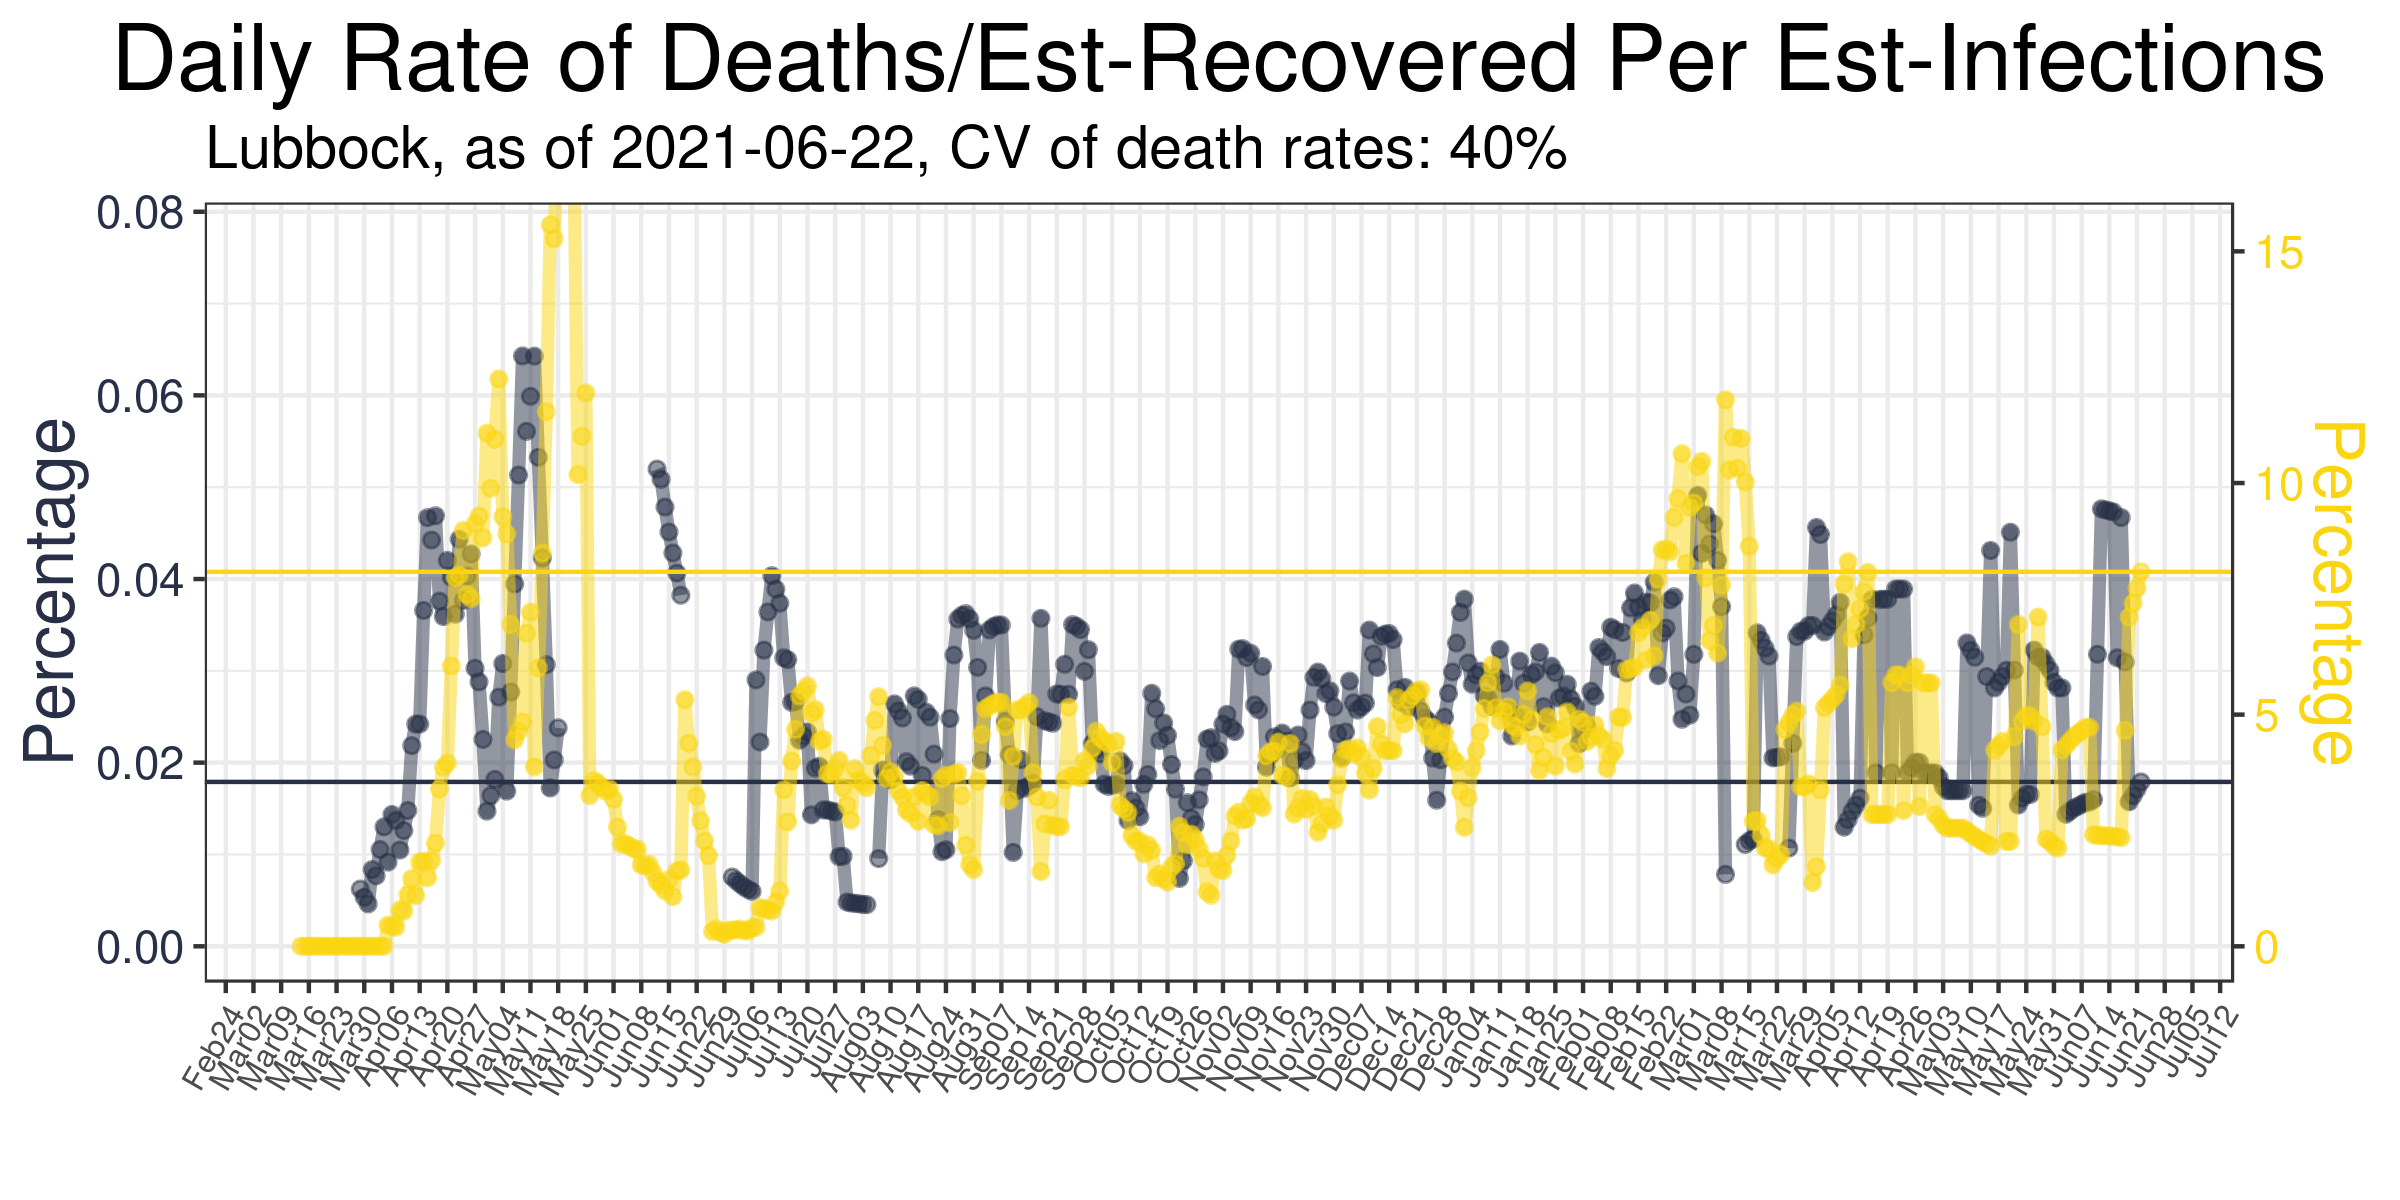 Daily Rate of Deaths/Est-Recovered Per Est-Infections
Lubbock, as of 2021-06-22, CV of death rates: 40%
Percentage
0.08
0.06
0.04
0.02
0.00
15
10
5
0
Percentage
Feb24
Mar02
Mar09
Mar16
Mar23
Mar30
Apr06
Apr13
Apr20
Apr27
May04
May11
May18
May25
Jun01
Jun08
Jun15
Jun22
Jun29
Jul06
Jul13
Jul20
Jul27
Aug03
Aug10
Aug17
Aug24
Aug31
Sep07
Sep14
Sep21
Sep28
Oct05
Oct12
Oct19
Oct26
Nov02
Nov09
Nov16
Nov23
Nov30
Dec07
Dec14
Dec21
Dec28
Jan04
Jan11
Jan18
Jan25
Feb01
Feb08
Feb15
Feb22
Mar01
Mar08
Mar15
Mar22
Mar29
Apr05
Apr12
Apr19
Apr26
May03
May10
May17
May24
May31
Jun07
Jun14
Jun21
Jun28
Jul05
Jul12